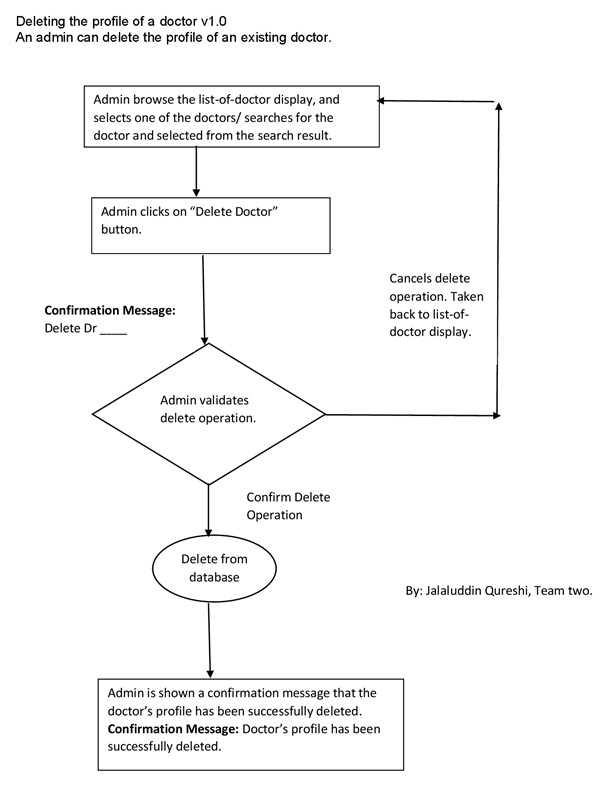 Deleting the profile of a doctor v1.0
An admin can delete the profile of an existing doctor.
Admin browse the list-of-doctor display, and
selects one of the doctors/ searches for the
doctor and selected from the search result.
Admin clicks on “Delete Doctor”
button.
Cancels delete
operation. Taken
back to list-of-
doctor display.
Confirmation Message:
Delete Dr ____
Admin validates
delete operation.
Confirm Delete
Operation
Delete from
database
By: Jalaluddin Qureshi, Team two.
Admin is shown a confirmation message that the
doctor’s profile has been successfully deleted.
Confirmation Message: Doctor’s profile has been
successfully deleted.